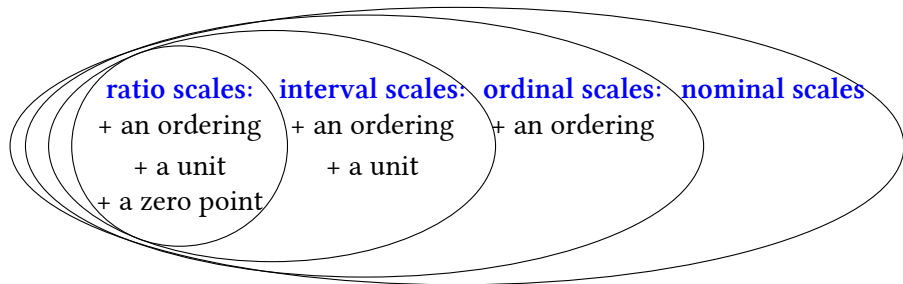 ratio scales: interval scales: ordinal scales: nominal scales
+ an ordering + an ordering + an ordering
+ a unit + a unit
+ a zero point